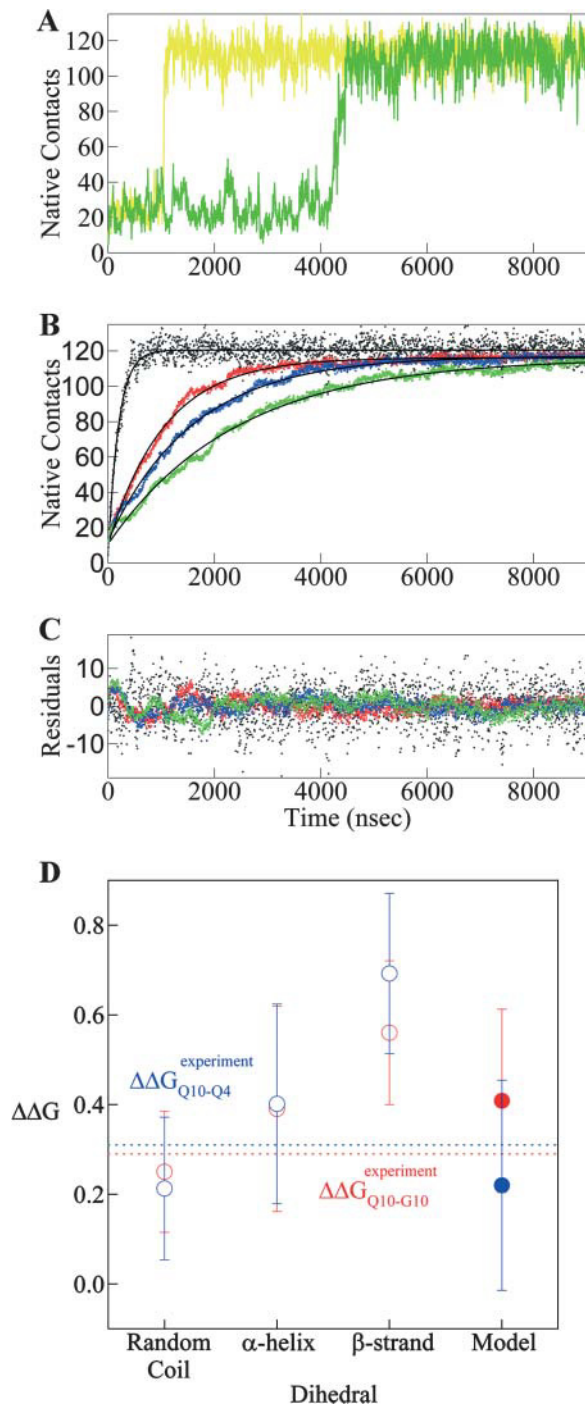 A
Native Contacts
120
100
80
60
40
20
0
0 2000 4000 6000 8000
B
Native Contacts
120
100
80
60
40
20
0
0 2000 4000 6000 8000
C
Residuals
10
0
-10
0 2000 4000 6000 8000
Time (nsec)
D
ΔΔG
0.8
0.6
0.4
0.2
0.0
ΔΔG experiment Q10-Q4
ΔΔG experiment Q10-G10
Random Coil α-helix β-strand Model
Dihedral